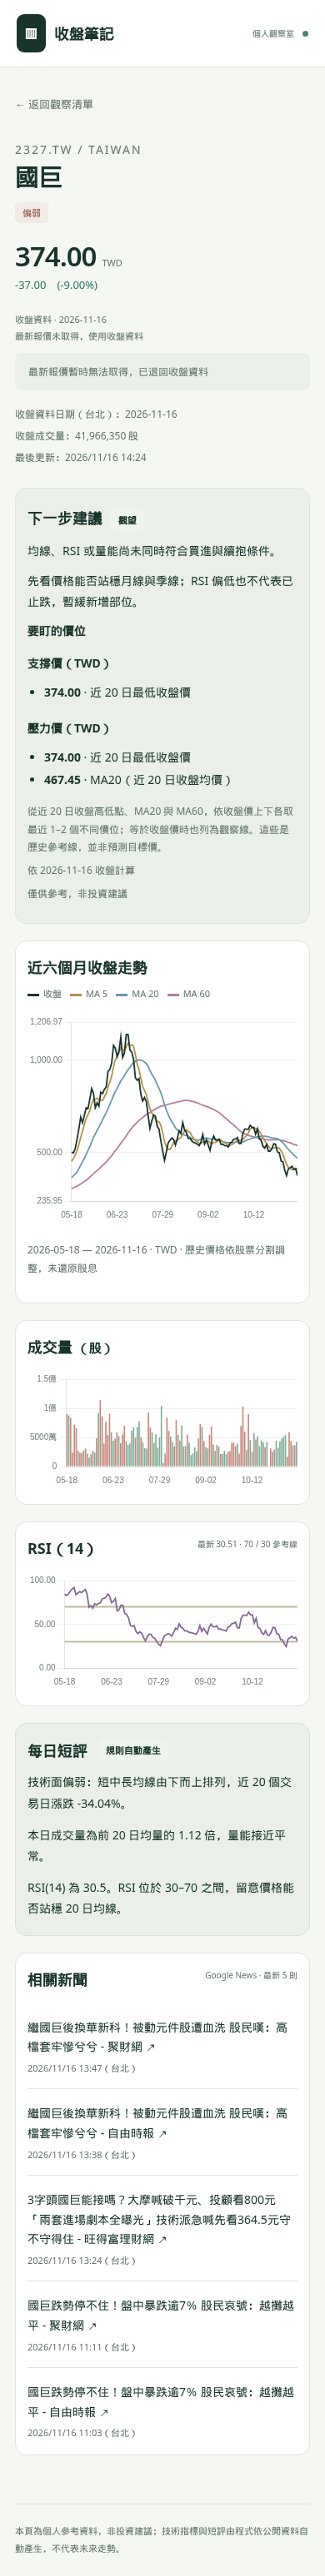 收盤筆記
個人觀察室
← 返回觀察清單
2327.TW / TAIWAN
國巨
偏弱
374.00 TWD
-37.00 (-9.00%)
收盤資料 · 2026-11-16
最新報價未取得，使用收盤資料
最新報價暫時無法取得，已退回收盤資料
收盤資料日期（台北）：2026-11-16
收盤成交量：41,966,350 股
最後更新：2026/11/16 14:24
下一步建議 觀望
均線、RSI 或量能尚未同時符合買進與續抱條件。
先看價格能否站穩月線與季線；RSI 偏低也不代表已
止跌，暫緩新增部位。
要盯的價位
支撐價（TWD）
• 374.00 · 近 20 日最低收盤價
壓力價（TWD）
• 374.00 · 近 20 日最低收盤價
• 467.45 · MA20（近 20 日收盤均價）
從近 20 日收盤高低點、MA20 與 MA60，依收盤價上下各取
最近 1–2 個不同價位；等於收盤價時也列為觀察線。這些是
歷史參考線，並非預測目標價。
依 2026-11-16 收盤計算
僅供參考，非投資建議
近六個月收盤走勢
收盤 MA 5 MA 20 MA 60
1,206.97
1,000.00
500.00
235.95
05-18 06-23 07-29 09-02 10-12
2026-05-18 — 2026-11-16 · TWD · 歷史價格依股票分割調
整，未還原股息
成交量（股）
1.5億
1億
5000萬
0
05-18 06-23 07-29 09-02 10-12
RSI（14）
最新 30.51 · 70 / 30 參考線
100.00
50.00
0.00
05-18 06-23 07-29 09-02 10-12
每日短評 規則自動產生
技術面偏弱：短中長均線由下而上排列，近 20 個交
易日漲跌 -34.04%。
本日成交量為前 20 日均量的 1.12 倍，量能接近平
常。
RSI(14) 為 30.5。RSI 位於 30–70 之間，留意價格能
否站穩 20 日均線。
相關新聞
Google News · 最新 5 則
繼國巨後換華新科！被動元件股遭血洗 股民嘆：高
檔套牢慘兮兮 - 聚財網 ↗
2026/11/16 13:47（台北）
繼國巨後換華新科！被動元件股遭血洗 股民嘆：高
檔套牢慘兮兮 - 自由時報 ↗
2026/11/16 13:38（台北）
3字頭國巨能接嗎？大摩喊破千元、投顧看800元
「兩套進場劇本全曝光」技術派急喊先看364.5元守
不守得住 - 旺得富理財網 ↗
2026/11/16 13:24（台北）
國巨跌勢停不住！盤中暴跌逾7% 股民哀號：越攤越
平 - 聚財網 ↗
2026/11/16 11:11（台北）
國巨跌勢停不住！盤中暴跌逾7% 股民哀號：越攤越
平 - 自由時報 ↗
2026/11/16 11:03（台北）
本頁為個人參考資料，非投資建議；技術指標與短評由程式依公開資料自
動產生，不代表未來走勢。